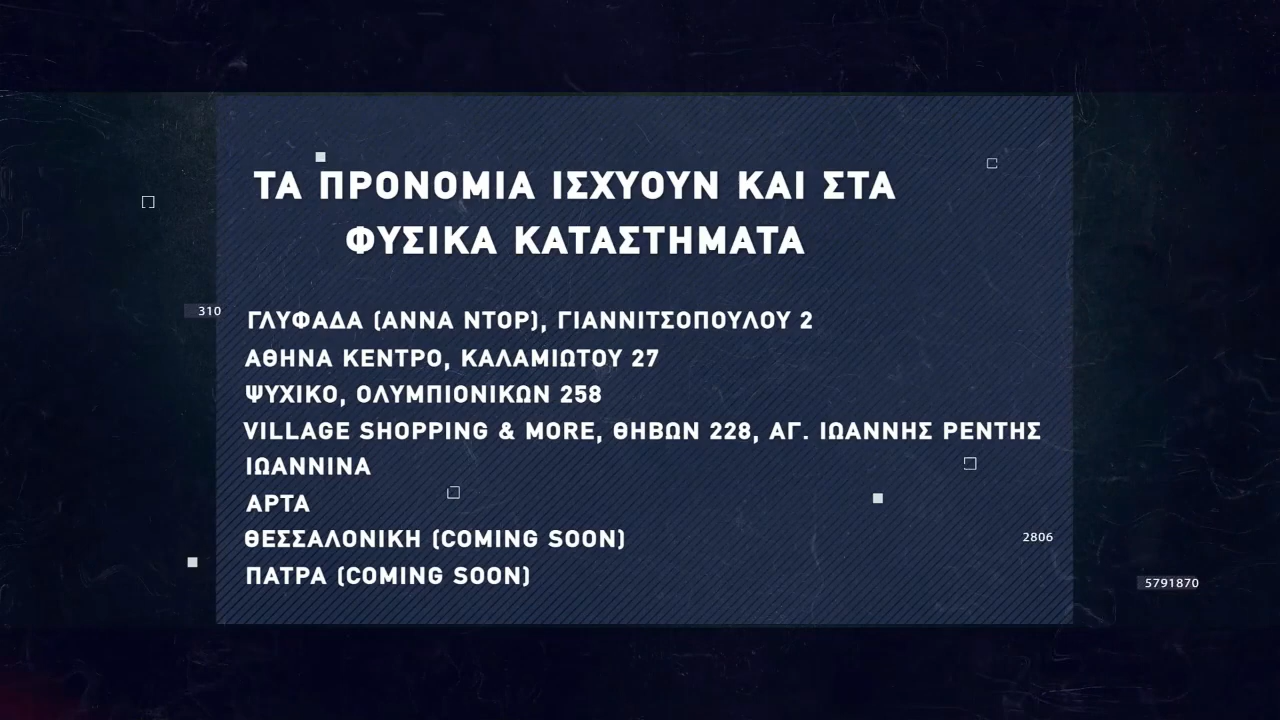 ΤΑ ΠΡΟΝΟΜΙΑ ΙΣΧΥΟΥΝ ΚΑΙ ΣΤΑ
ΦΥΣΙΚΑ ΚΑΤΑΣΤΗΜΑΤΑ
310
ΓΛΥΦΑΔΑ (ΑΝΝΑ ΝΤΟΡ), ΓΙΑΝΝΙΤΣΟΠΟΥΛΟΥ 2
ΑΘΗΝΑ ΚΕΝΤΡΟ, ΚΑΛΑΜΙΩΤΟΥ 27
ΨΥΧΙΚΟ, ΟΛΥΜΠΙΟΝΙΚΩΝ 258
VILLAGE SHOPPING & MORE, ΘΗΒΩΝ 228, ΑΓ. ΙΩΑΝΝΗΣ ΡΕΝΤΗΣ
ΙΩΑΝΝΙΝΑ
ΑΡΤΑ
ΘΕΣΣΑΛΟΝΙΚΗ (COMING SOON)
2806
ΠΑΤΡΑ (COMING SOON)
5791870